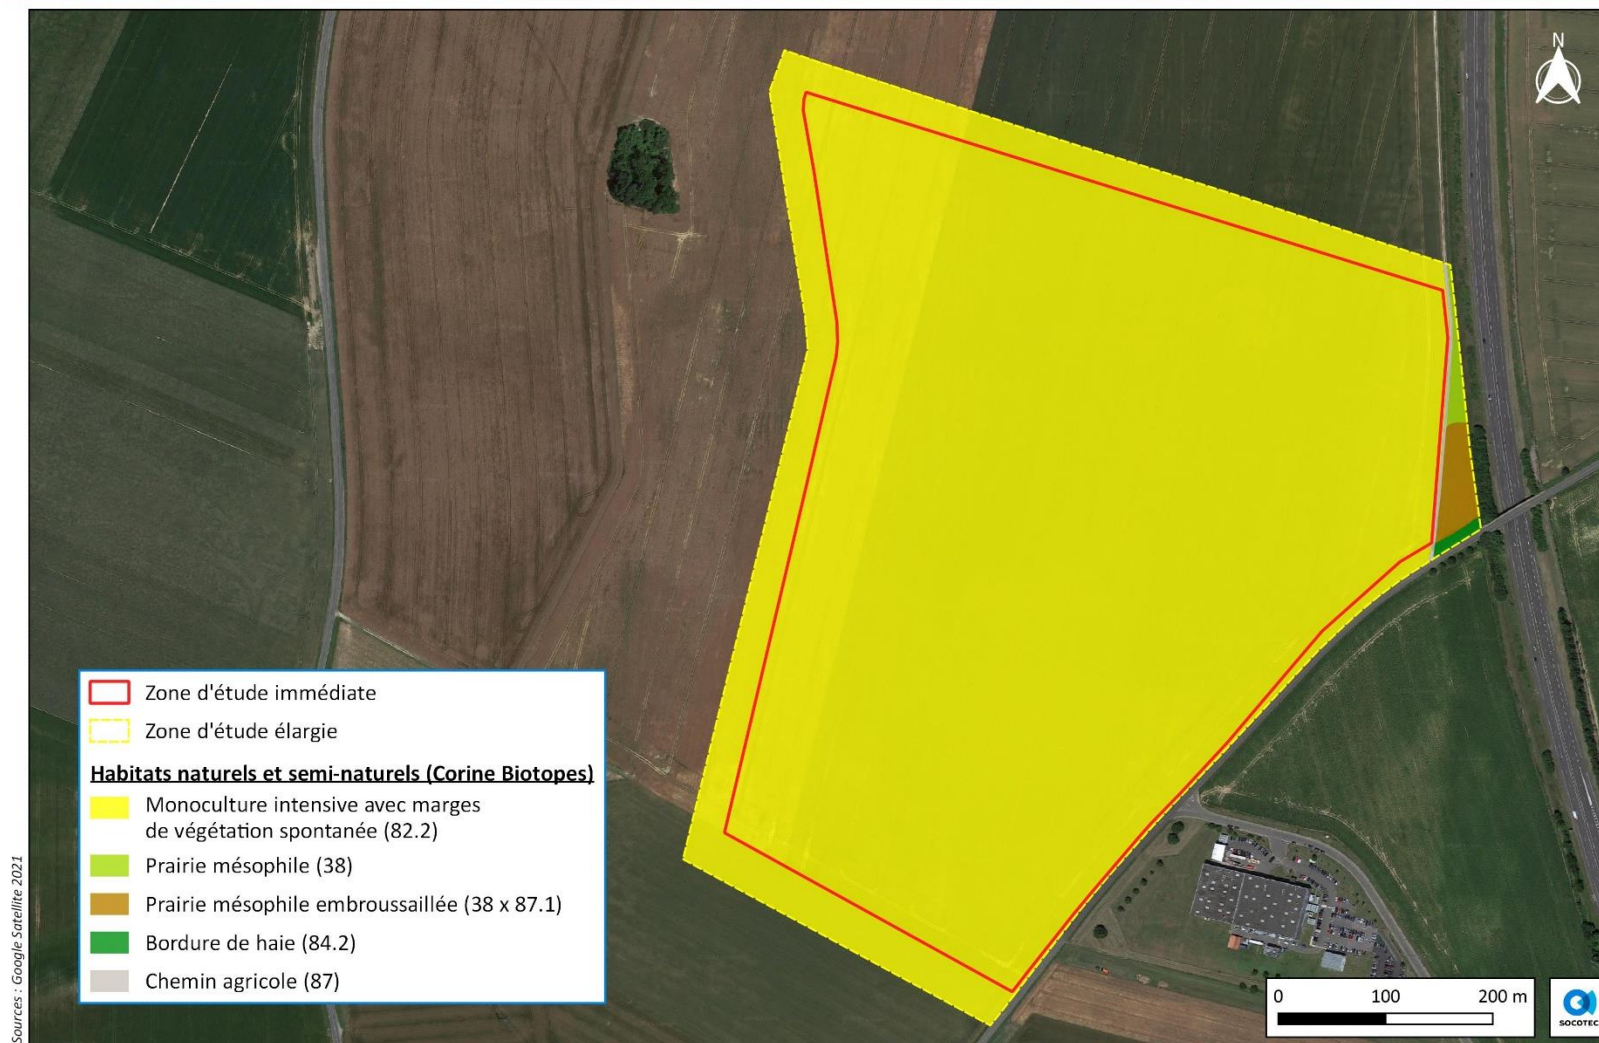 N
Zone d'étude immédiate
Zone d'étude élargie
Habitats naturels et semi-naturels (Corine Biotopes)
Monoculture intensive avec marges
de végétation spontanée (82.2)
Prairie mésophile (38)
Prairie mésophile embroussaillée (38 x 87.1)
Bordure de haie (84.2)
Chemin agricole (87)
Sources : Google Satellite 2021
0 100 200 m
SOCOTEC